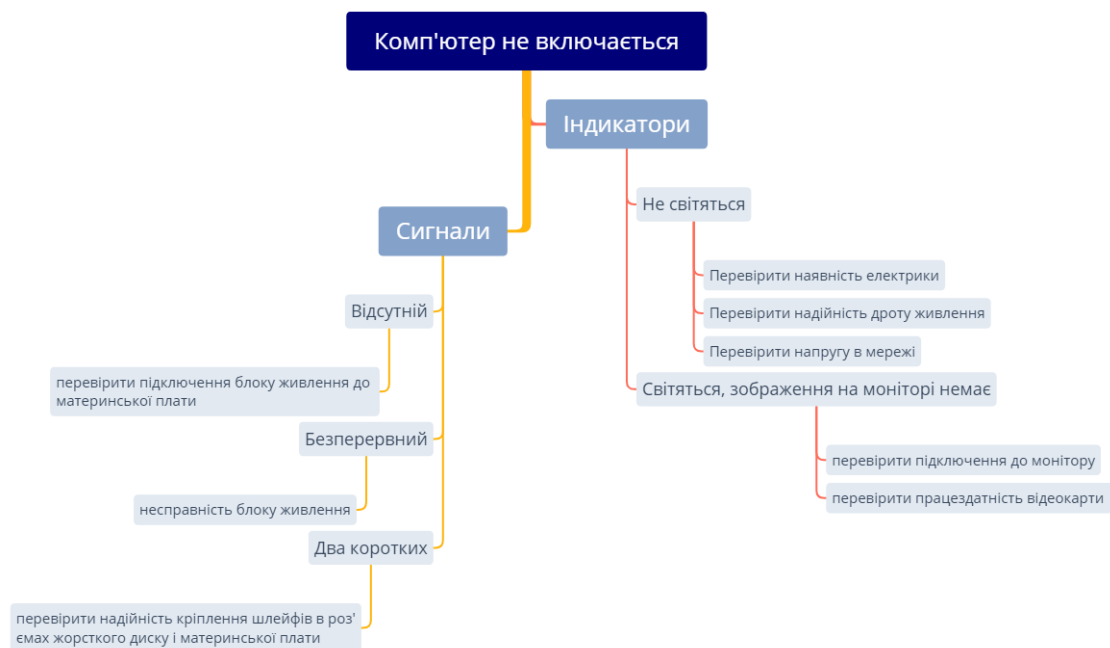 Комп'ютер не включається
Індикатори
Не світяться
Перевірити наявність електрики
Перевірити надійність дроту живлення
Перевірити напругу в мережі
Світяться, зображення на моніторі немає
перевірити підключення до монітору
перевірити працездатність відеокарти
Сигнали
Відсутній
перевірити підключення блоку живлення до
материнської плати
Безперервний
несправність блоку живлення
Два коротких
перевірити надійність кріплення шлейфів в роз'
ємах жорсткого диску і материнської плати